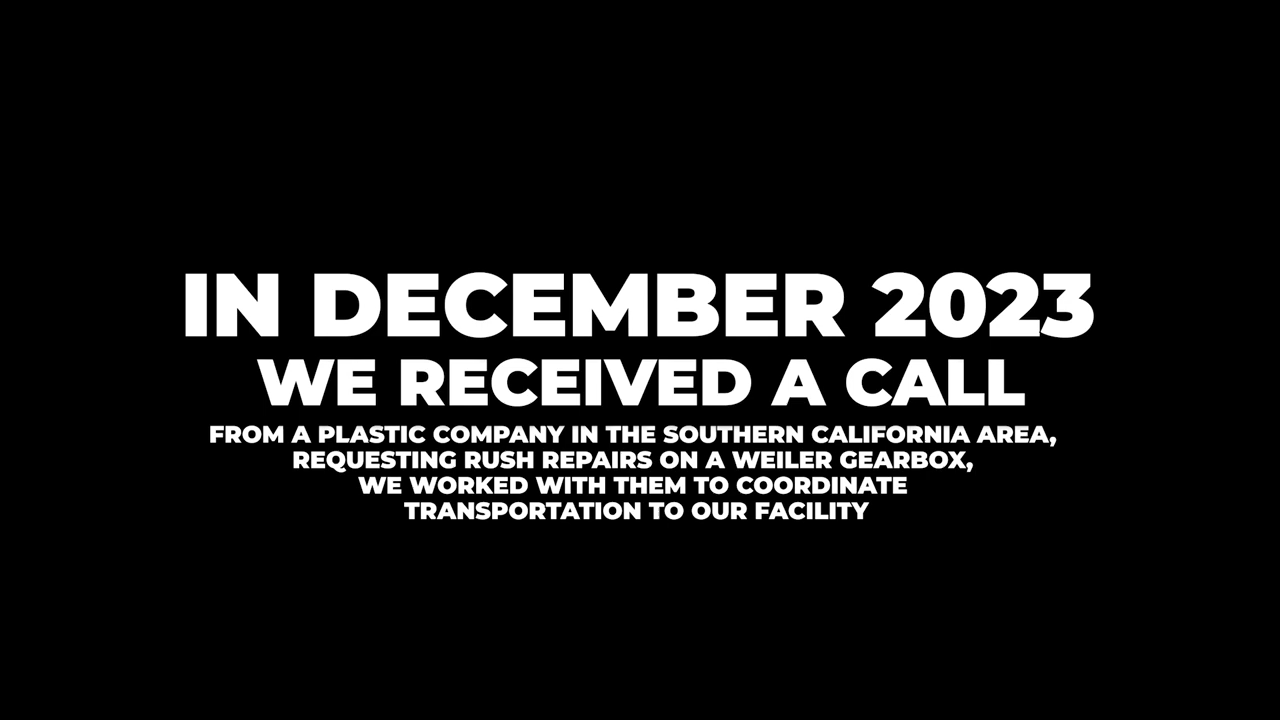 IN DECEMBER 2023
WE RECEIVED A CALL
FROM A PLASTIC COMPANY IN THE SOUTHERN CALIFORNIA AREA,
REQUESTING RUSH REPAIRS ON A WEILER GEARBOX,
WE WORKED WITH THEM TO COORDINATE
TRANSPORTATION TO OUR FACILITY